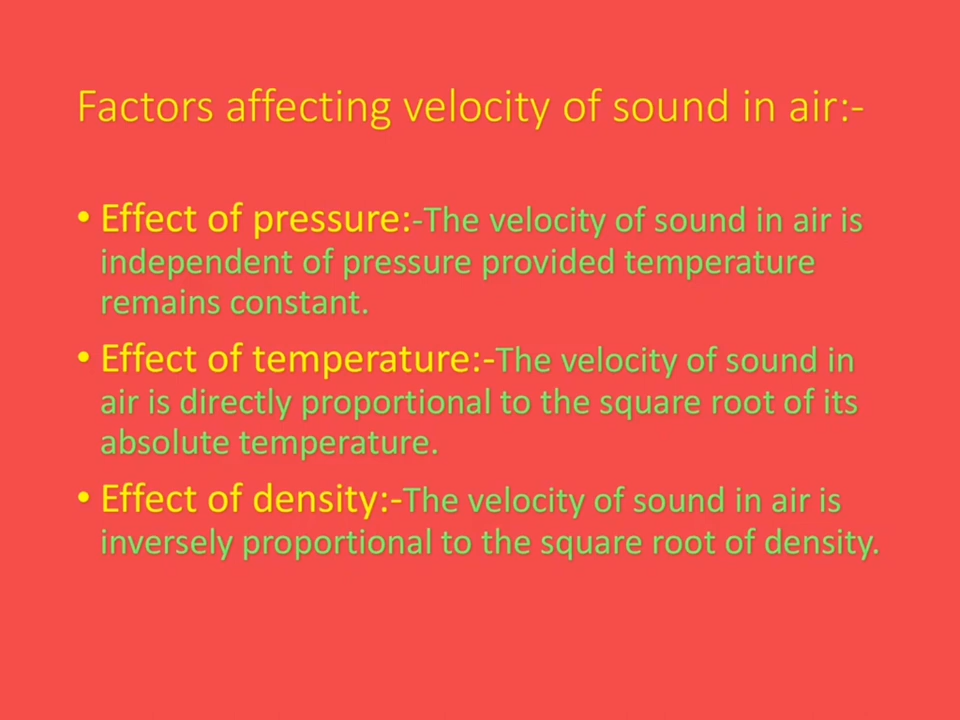 Factors affecting velocity of sound in air:-
• Effect of pressure:-The velocity of sound in air is
independent of pressure provided temperature
remains constant.
• Effect of temperature:-The velocity of sound in
air is directly proportional to the square root of its
absolute temperature.
• Effect of density:-The velocity of sound in air is
inversely proportional to the square root of density.